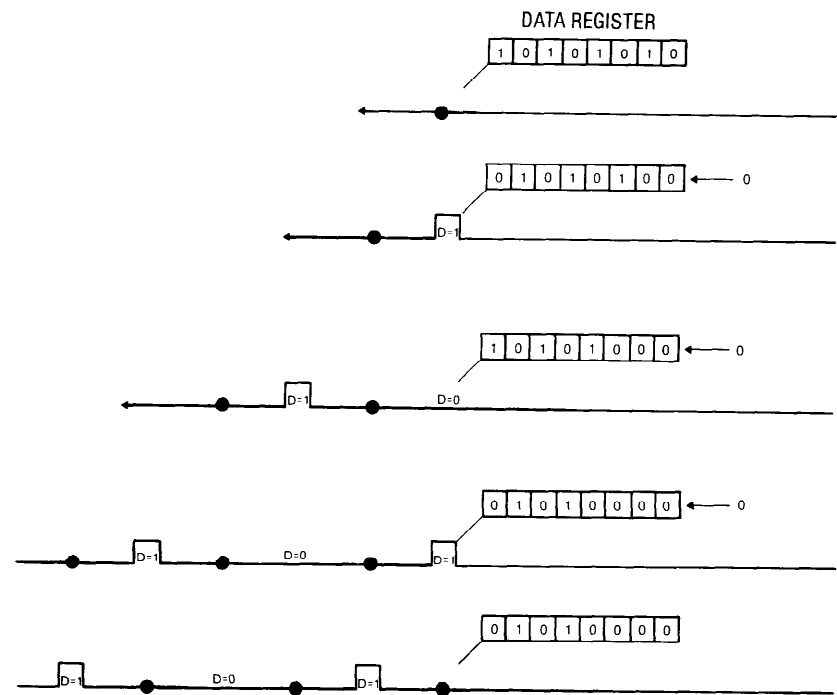 DATA REGISTER
1 0 1 0 1 0 1 0
0 1 0 1 0 1 0 0 0
D=1
1 0 1 0 1 0 0 0 0
D=1 D=0
0 1 0 1 0 0 0 0 0
D=1 D=0 D=1
0 1 0 1 0 0 0 0
D=1 D=0 D=1